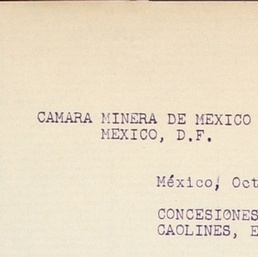 CAMARA MINERA DE MEXICO
MEXICO, D.F.
México, Oct
CONCESIONES
CAOLINES, E